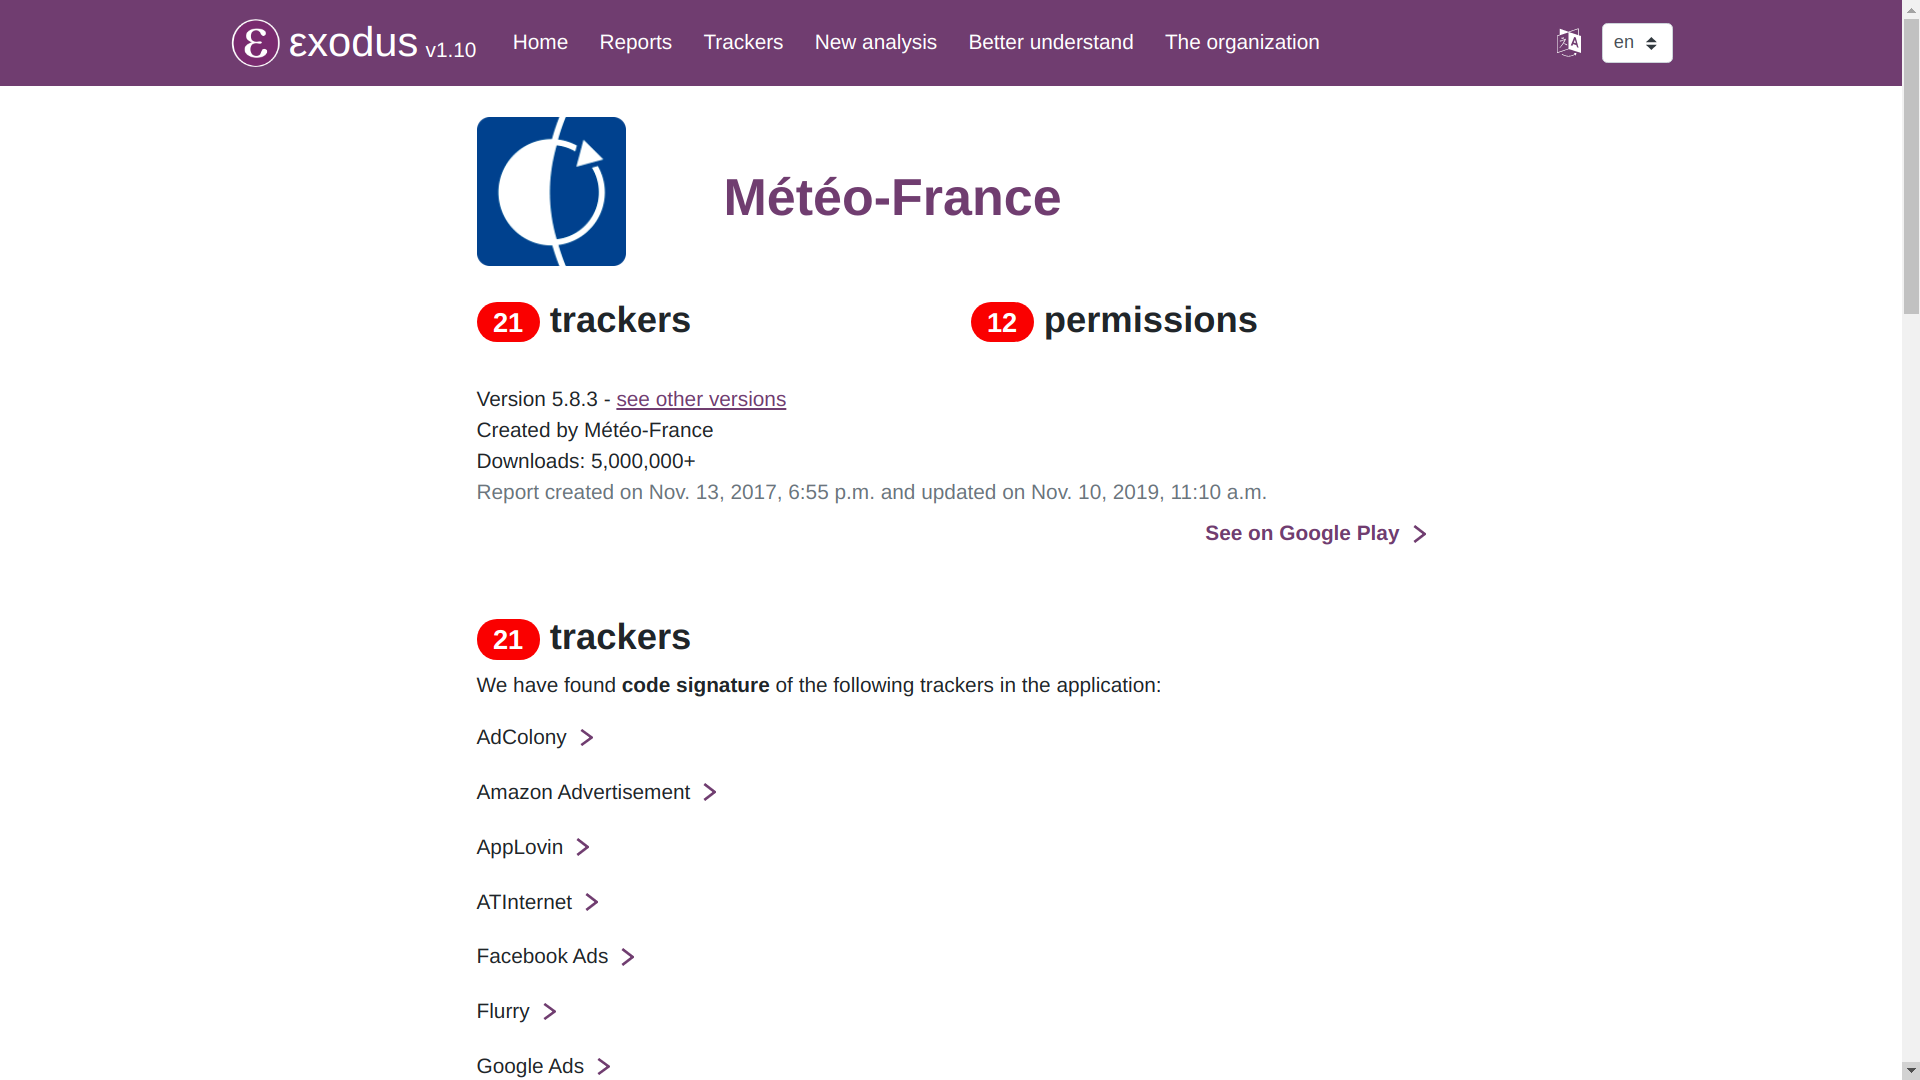 εxodus v1.10 Home Reports Trackers New analysis Better understand The organization en
Météo-France
21 trackers
12 permissions
Version 5.8.3 - see other versions
Created by Météo-France
Downloads: 5,000,000+
Report created on Nov. 13, 2017, 6:55 p.m. and updated on Nov. 10, 2019, 11:10 a.m.
See on Google Play
21 trackers
We have found code signature of the following trackers in the application:
AdColony
Amazon Advertisement
AppLovin
ATInternet
Facebook Ads
Flurry
Google Ads